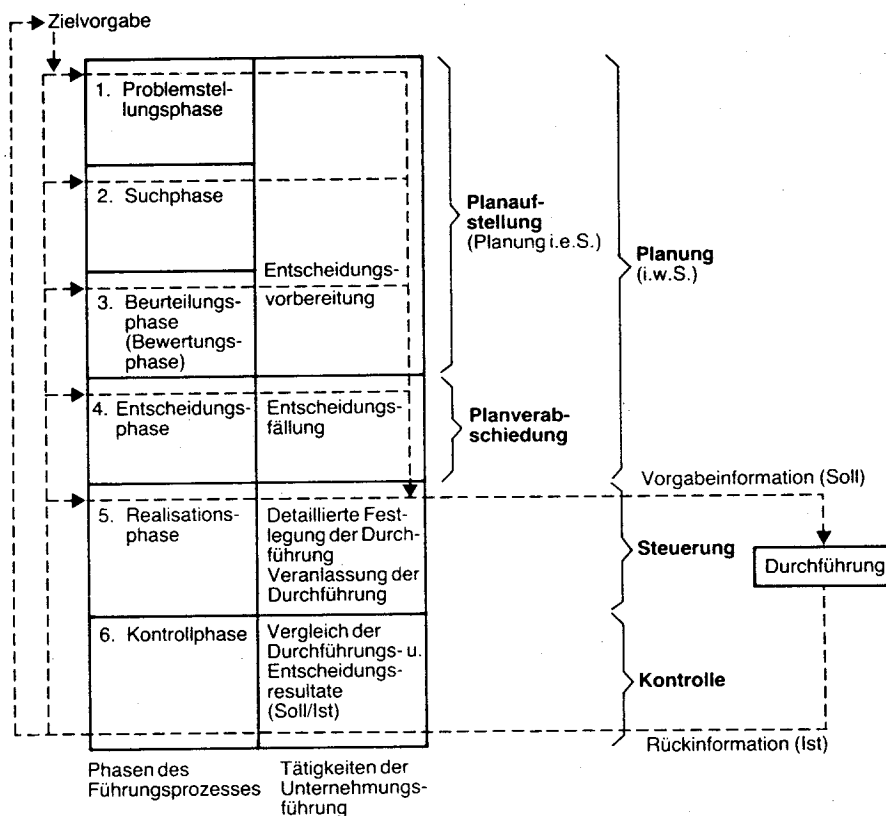 Zielvorgabe
1. Problemstel-
lungsphase
2. Suchphase
Entscheidungs-
vorbereitung
3. Beurteilungs-
phase
(Bewertungs-
phase)
Planauf-
stellung
(Planung i.e.S.)
Planung
(i.w.S.)
4. Entscheidungs-
phase
Entscheidungs-
fällung
Planverab-
schiedung
Vorgabeinformation (Soll)
5. Realisations-
phase
Detaillierte Fest-
legung der Durch-
führung
Veranlassung der
Durchführung
Steuerung
Durchführung
6. Kontrollphase
Vergleich der
Durchführungs- u.
Entscheidungs-
resultate
(Soll/Ist)
Kontrolle
Rückinformation (Ist)
Phasen des
Führungsprozesses
Tätigkeiten der
Unternehmungs-
führung